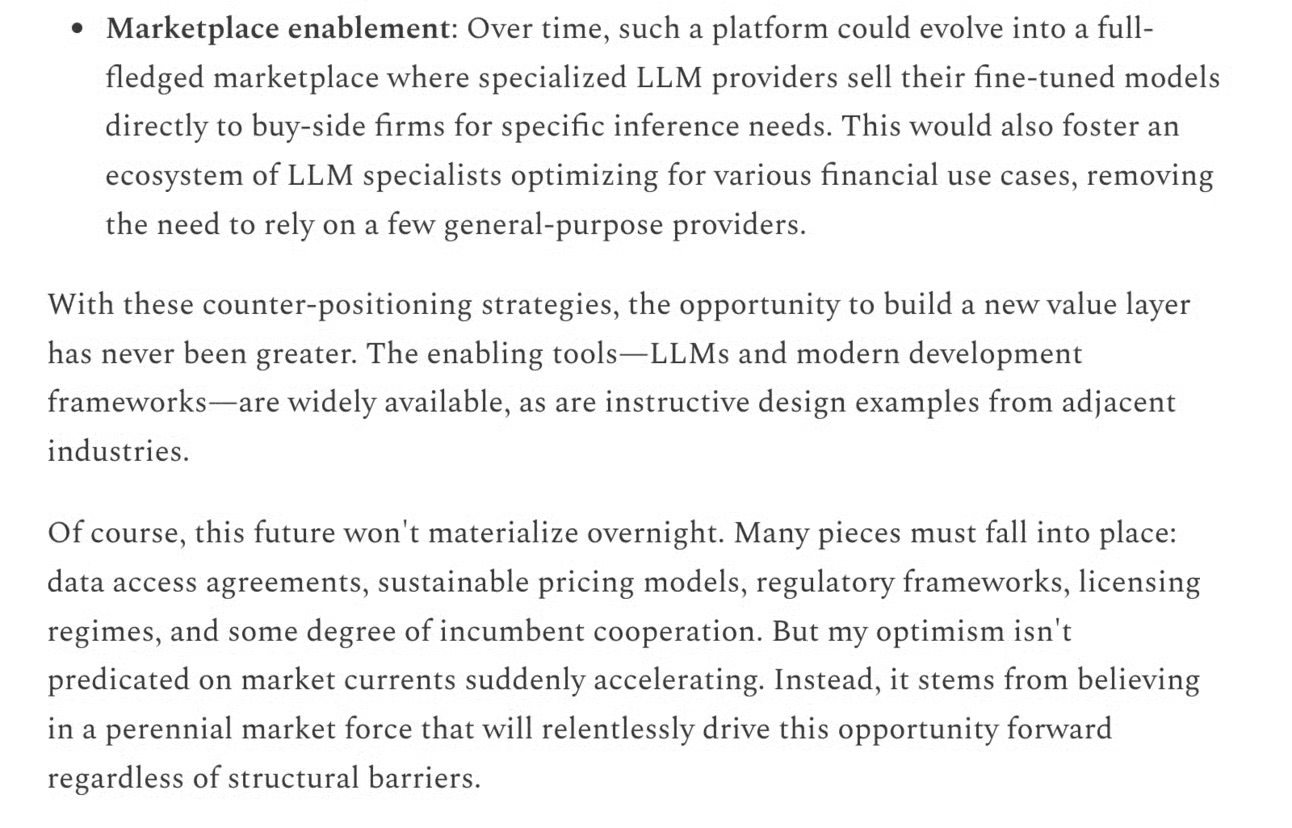 • Marketplace enablement: Over time, such a platform could evolve into a full-
fledged marketplace where specialized LLM providers sell their fine-tuned models
directly to buy-side firms for specific inference needs. This would also foster an
ecosystem of LLM specialists optimizing for various financial use cases, removing
the need to rely on a few general-purpose providers.
With these counter-positioning strategies, the opportunity to build a new value layer
has never been greater. The enabling tools—LLMs and modern development
frameworks—are widely available, as are instructive design examples from adjacent
industries.
Of course, this future won't materialize overnight. Many pieces must fall into place:
data access agreements, sustainable pricing models, regulatory frameworks, licensing
regimes, and some degree of incumbent cooperation. But my optimism isn't
predicated on market currents suddenly accelerating. Instead, it stems from believing
in a perennial market force that will relentlessly drive this opportunity forward
regardless of structural barriers.